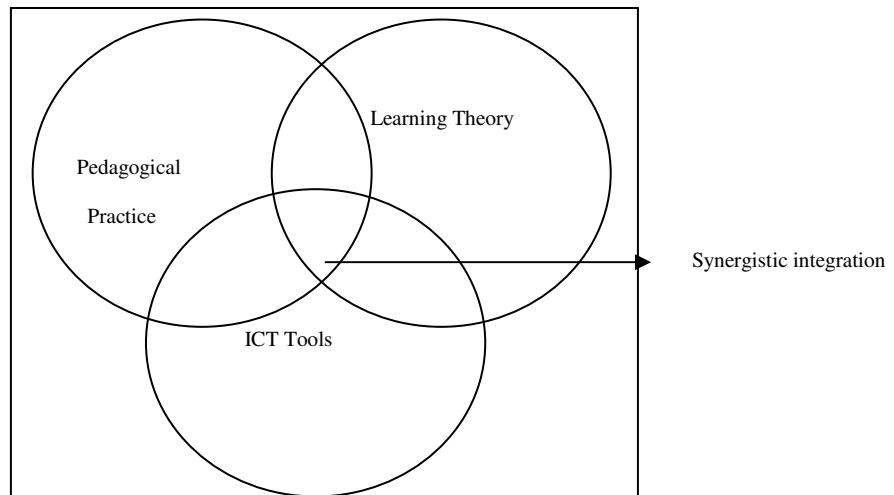 Learning Theory
Pedagogical
Practice
Synergistic integration
ICT Tools